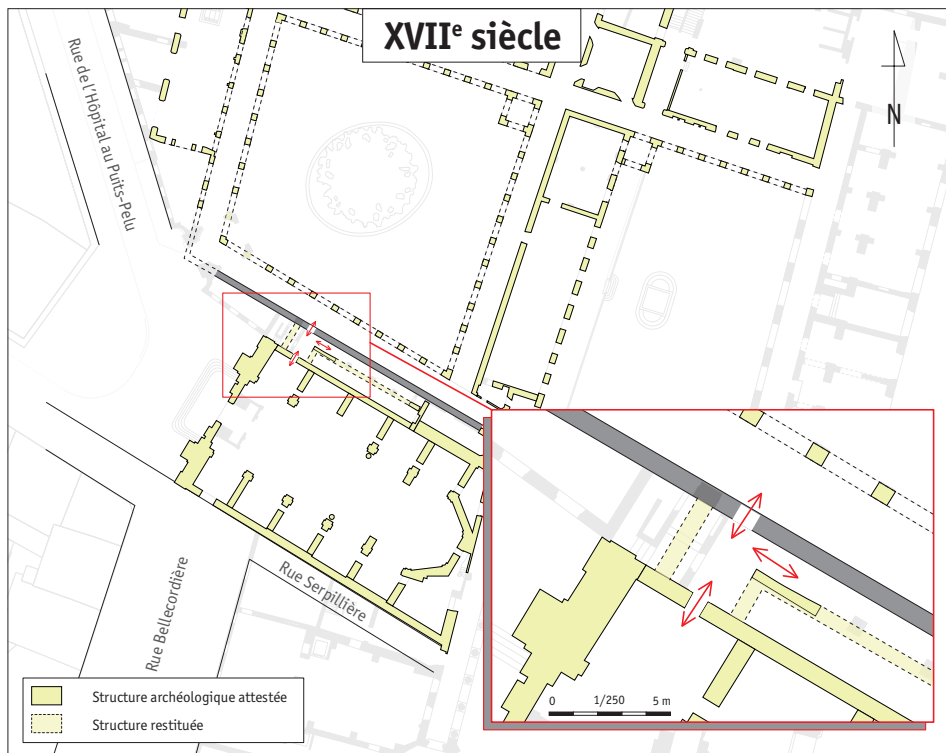 XVIIe siècle
Rue de l'Hôpital au Puits-Pelu
N
Rue Serpillière
Rue Bellecordière
Structure archéologique attestée
Structure restituée
0 1/250 5 m